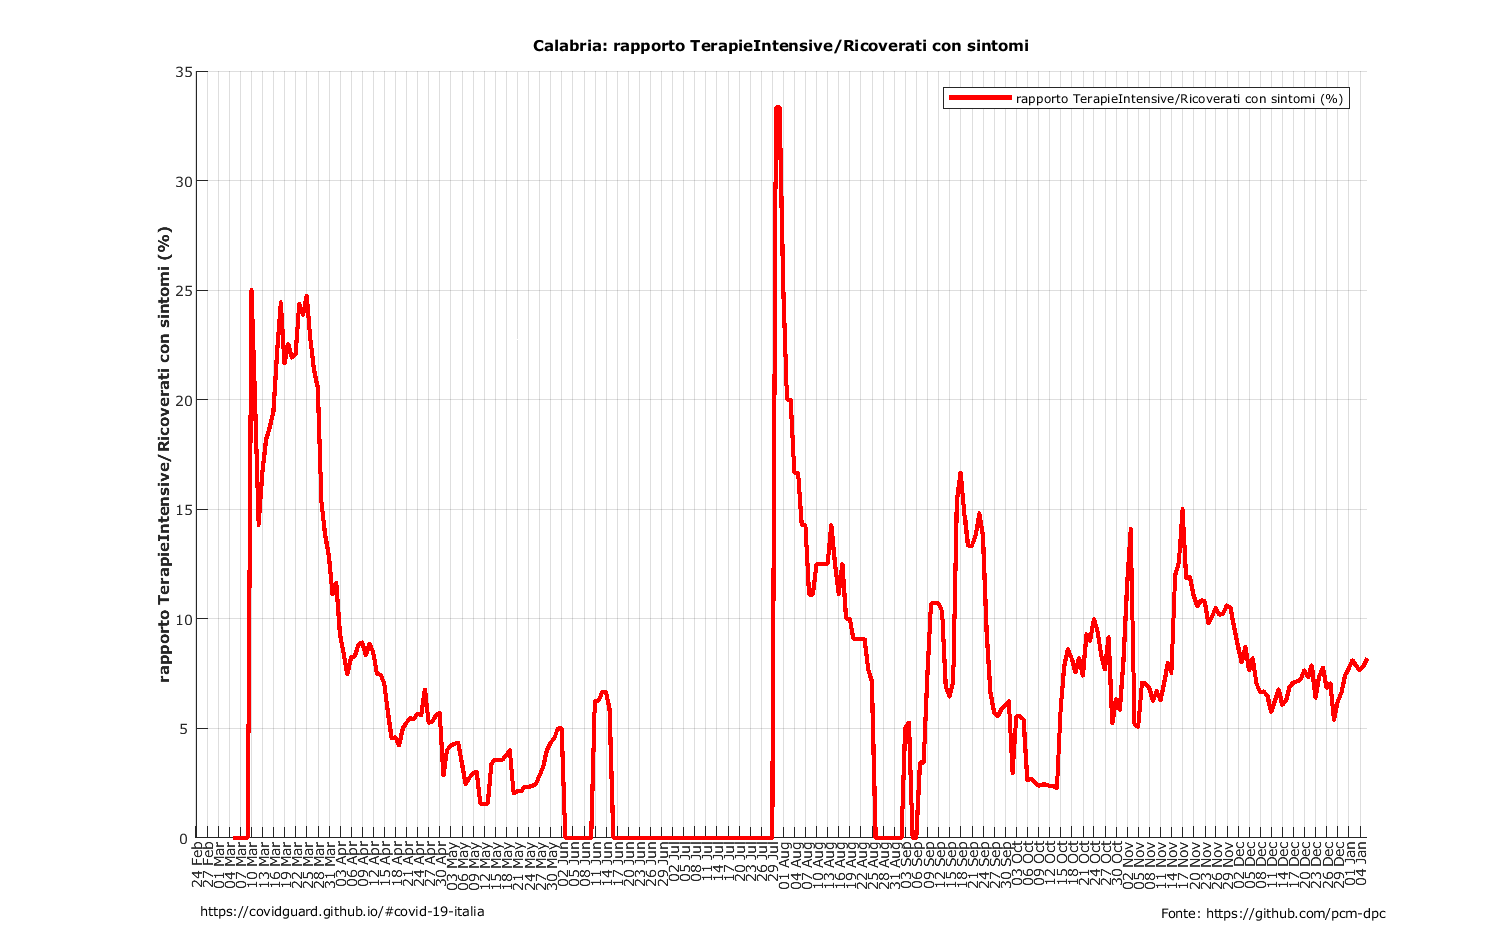 Calabria: rapporto TerapieIntensive/Ricoverati con sintomi
rapporto TerapieIntensive/Ricoverati con sintomi (%)
rapporto TerapieIntensive/Ricoverati con sintomi (%)
35
30
25
20
15
10
5
0
24 Feb
27 Feb
01 Mar
04 Mar
07 Mar
10 Mar
13 Mar
16 Mar
19 Mar
22 Mar
25 Mar
28 Mar
31 Mar
03 Apr
06 Apr
09 Apr
12 Apr
15 Apr
18 Apr
21 Apr
24 Apr
27 Apr
30 Apr
03 May
06 May
09 May
12 May
15 May
18 May
21 May
24 May
27 May
30 May
02 Jun
05 Jun
08 Jun
11 Jun
14 Jun
17 Jun
20 Jun
23 Jun
26 Jun
29 Jun
02 Jul
05 Jul
08 Jul
11 Jul
14 Jul
17 Jul
20 Jul
23 Jul
26 Jul
29 Jul
01 Aug
04 Aug
07 Aug
10 Aug
13 Aug
16 Aug
19 Aug
22 Aug
25 Aug
28 Aug
31 Aug
03 Sep
06 Sep
09 Sep
12 Sep
15 Sep
18 Sep
21 Sep
24 Sep
27 Sep
30 Sep
03 Oct
06 Oct
09 Oct
12 Oct
15 Oct
18 Oct
21 Oct
24 Oct
27 Oct
30 Oct
02 Nov
05 Nov
08 Nov
11 Nov
14 Nov
17 Nov
20 Nov
23 Nov
26 Nov
29 Nov
02 Dec
05 Dec
08 Dec
11 Dec
14 Dec
17 Dec
20 Dec
23 Dec
26 Dec
29 Dec
01 Jan
04 Jan
https://covidguard.github.io/#covid-19-italia
Fonte: https://github.com/pcm-dpc